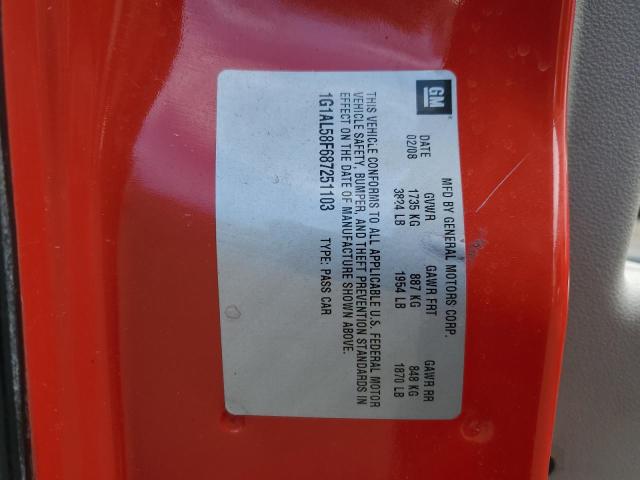 GM
MFD BY GENERAL MOTORS CORP.
DATE GVWR GAWR FRT GAWR RR
02/08 1735 KG 887 KG 848 KG
3824 LB 1954 LB 1870 LB
THIS VEHICLE CONFORMS TO ALL APPLICABLE U.S. FEDERAL MOTOR
VEHICLE SAFETY, BUMPER, AND THEFT PREVENTION STANDARDS IN
EFFECT ON THE DATE OF MANUFACTURE SHOWN ABOVE.
1G1AL58F687251103 TYPE: PASS CAR